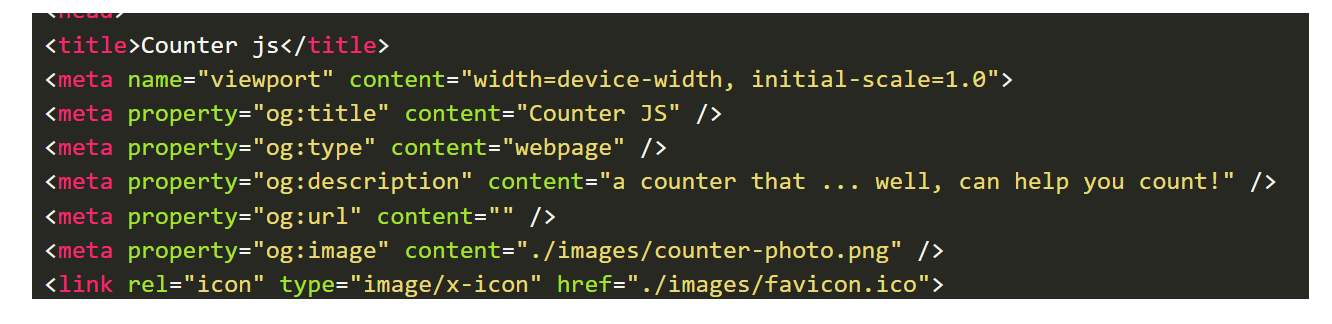 <head>
<title>Counter js</title>
<meta name="viewport" content="width=device-width, initial-scale=1.0">
<meta property="og:title" content="Counter JS" />
<meta property="og:type" content="webpage" />
<meta property="og:description" content="a counter that ... well, can help you count!" />
<meta property="og:url" content="" />
<meta property="og:image" content="./images/counter-photo.png" />
<link rel="icon" type="image/x-icon" href="./images/favicon.ico">